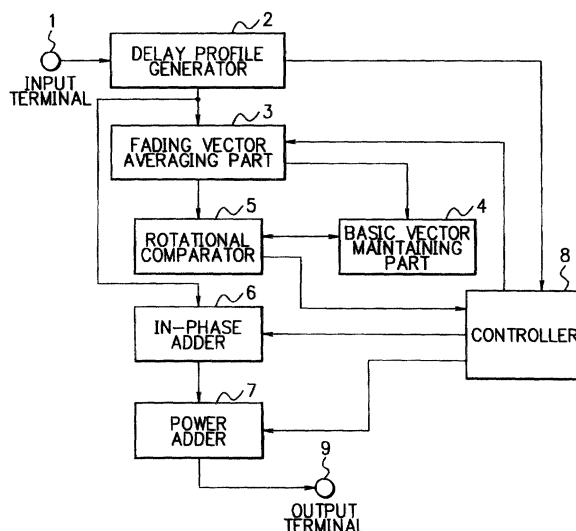 1
INPUT
TERMINAL
2
DELAY PROFILE
GENERATOR
3
FADING VECTOR
AVERAGING PART
5
ROTATIONAL
COMPARATOR
4
BASIC VECTOR
MAINTAINING
PART
8
CONTROLLER
6
IN-PHASE
ADDER
7
POWER
ADDER
9
OUTPUT
TERMINAL